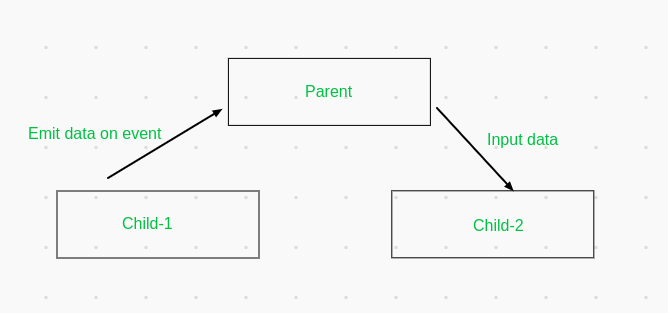 Parent
Emit data on event
Input data
Child-1
Child-2